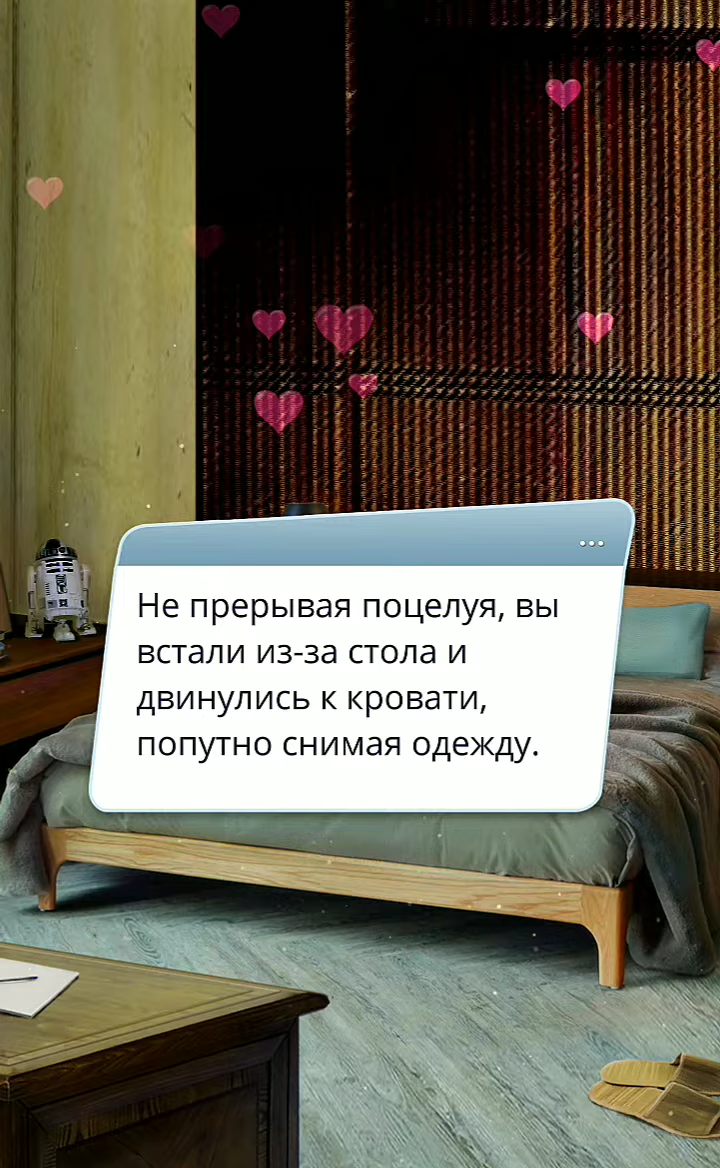 Не прерывая поцелуя, вы
встали из-за стола и
двинулись к кровати,
попутно снимая одежду.